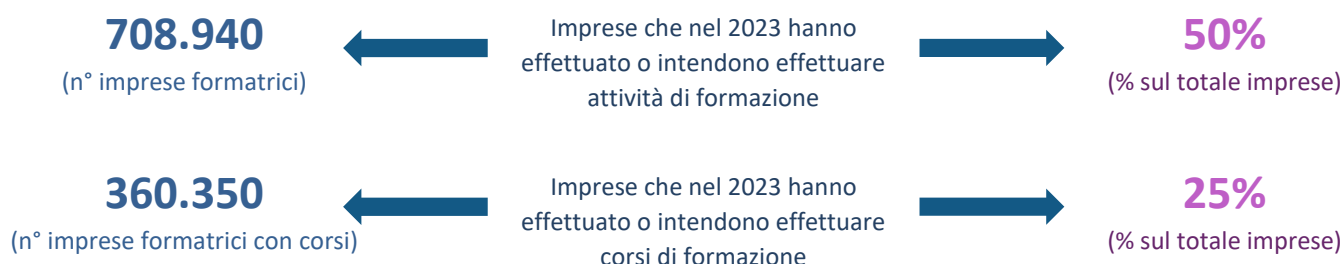 708.940
(n° imprese formatrici)
Imprese che nel 2023 hanno
effettuato o intendono effettuare
attività di formazione
50%
(% sul totale imprese)
360.350
(n° imprese formatrici con corsi)
Imprese che nel 2023 hanno
effettuato o intendono effettuare
corsi di formazione
25%
(% sul totale imprese)